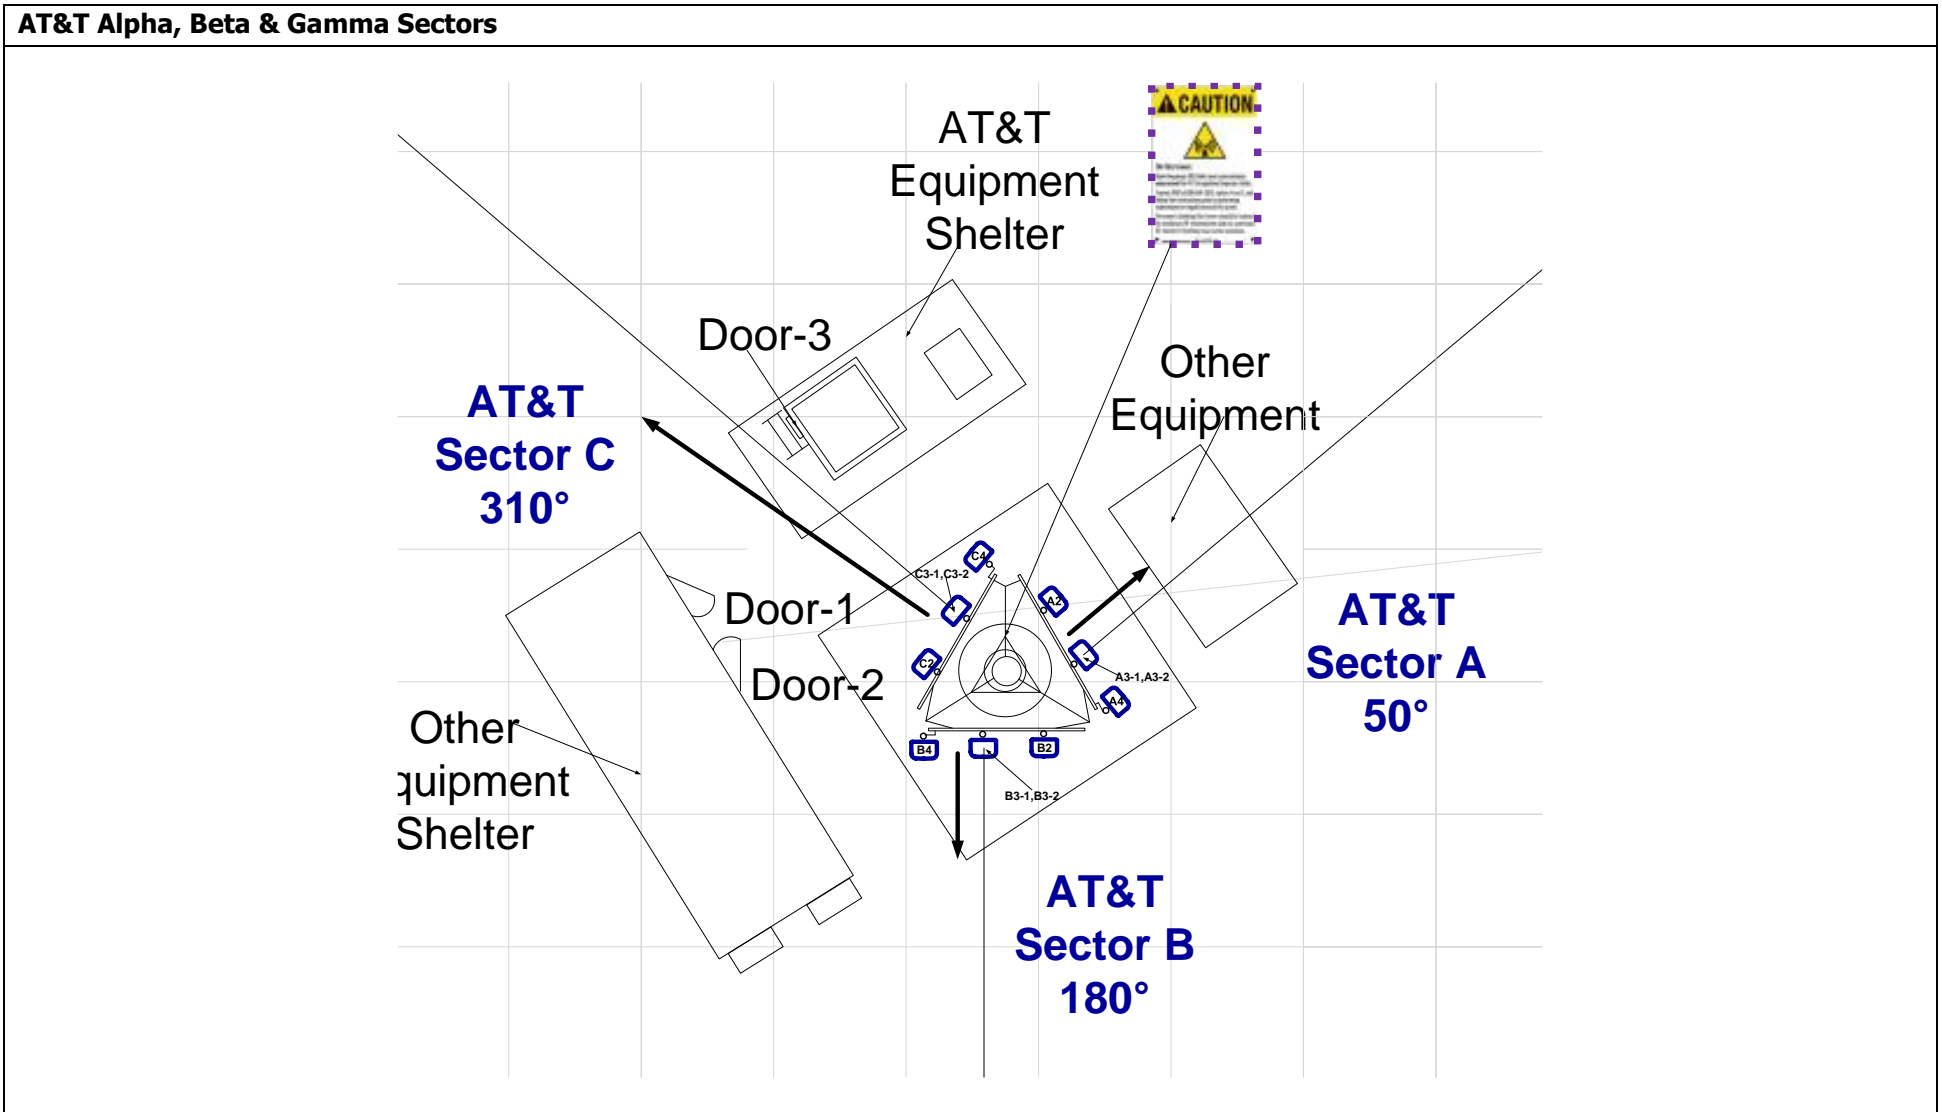 AT&T Alpha, Beta & Gamma Sectors
CAUTION
AT&T
Equipment
Shelter
Door-3
Other
Equipment
AT&T
Sector C
310°
C4
C3-1,C3-2
A2
Door-1
AT&T
Sector A
50°
C2
A3-1,A3-2
Door-2
A4
Other
quipment
Shelter
B4
B2
B3-1,B3-2
AT&T
Sector B
180°